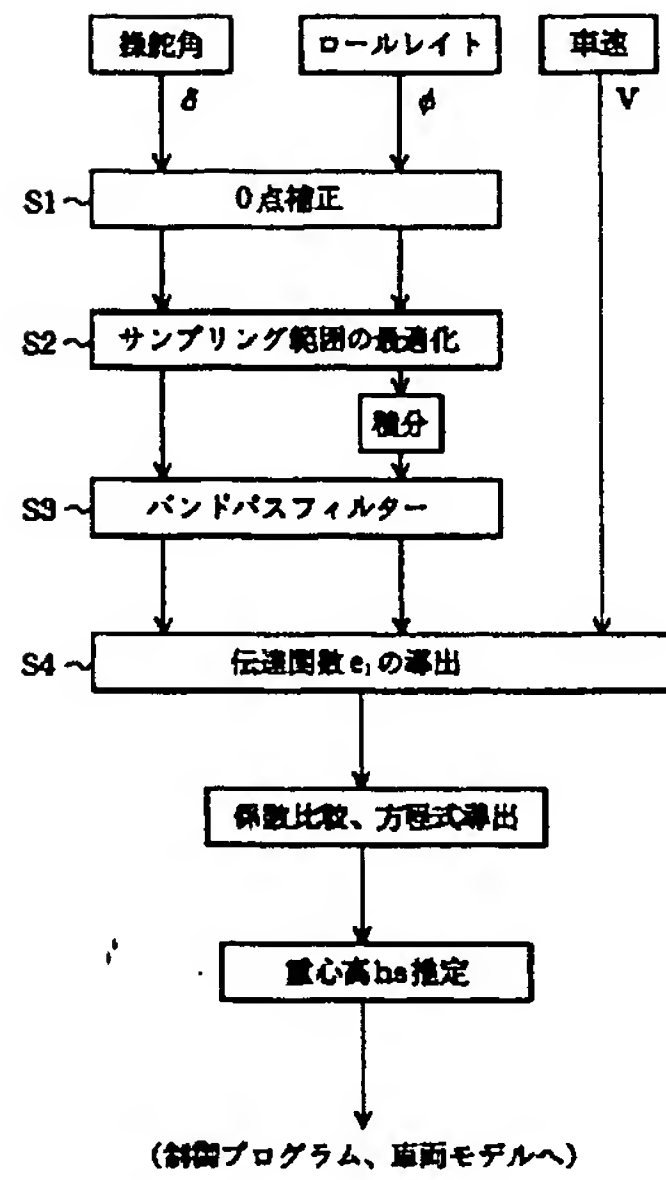 操舵角 ロールレイト 車速
δ φ V
S1～ 0点補正
S2～ サンプリング範囲の最適化
積分
S3～ バンドパスフィルター
S4～ 伝達関数e₁の導出
係数比較、方程式導出
重心高hs推定
(制御プログラム、車両モデルへ)